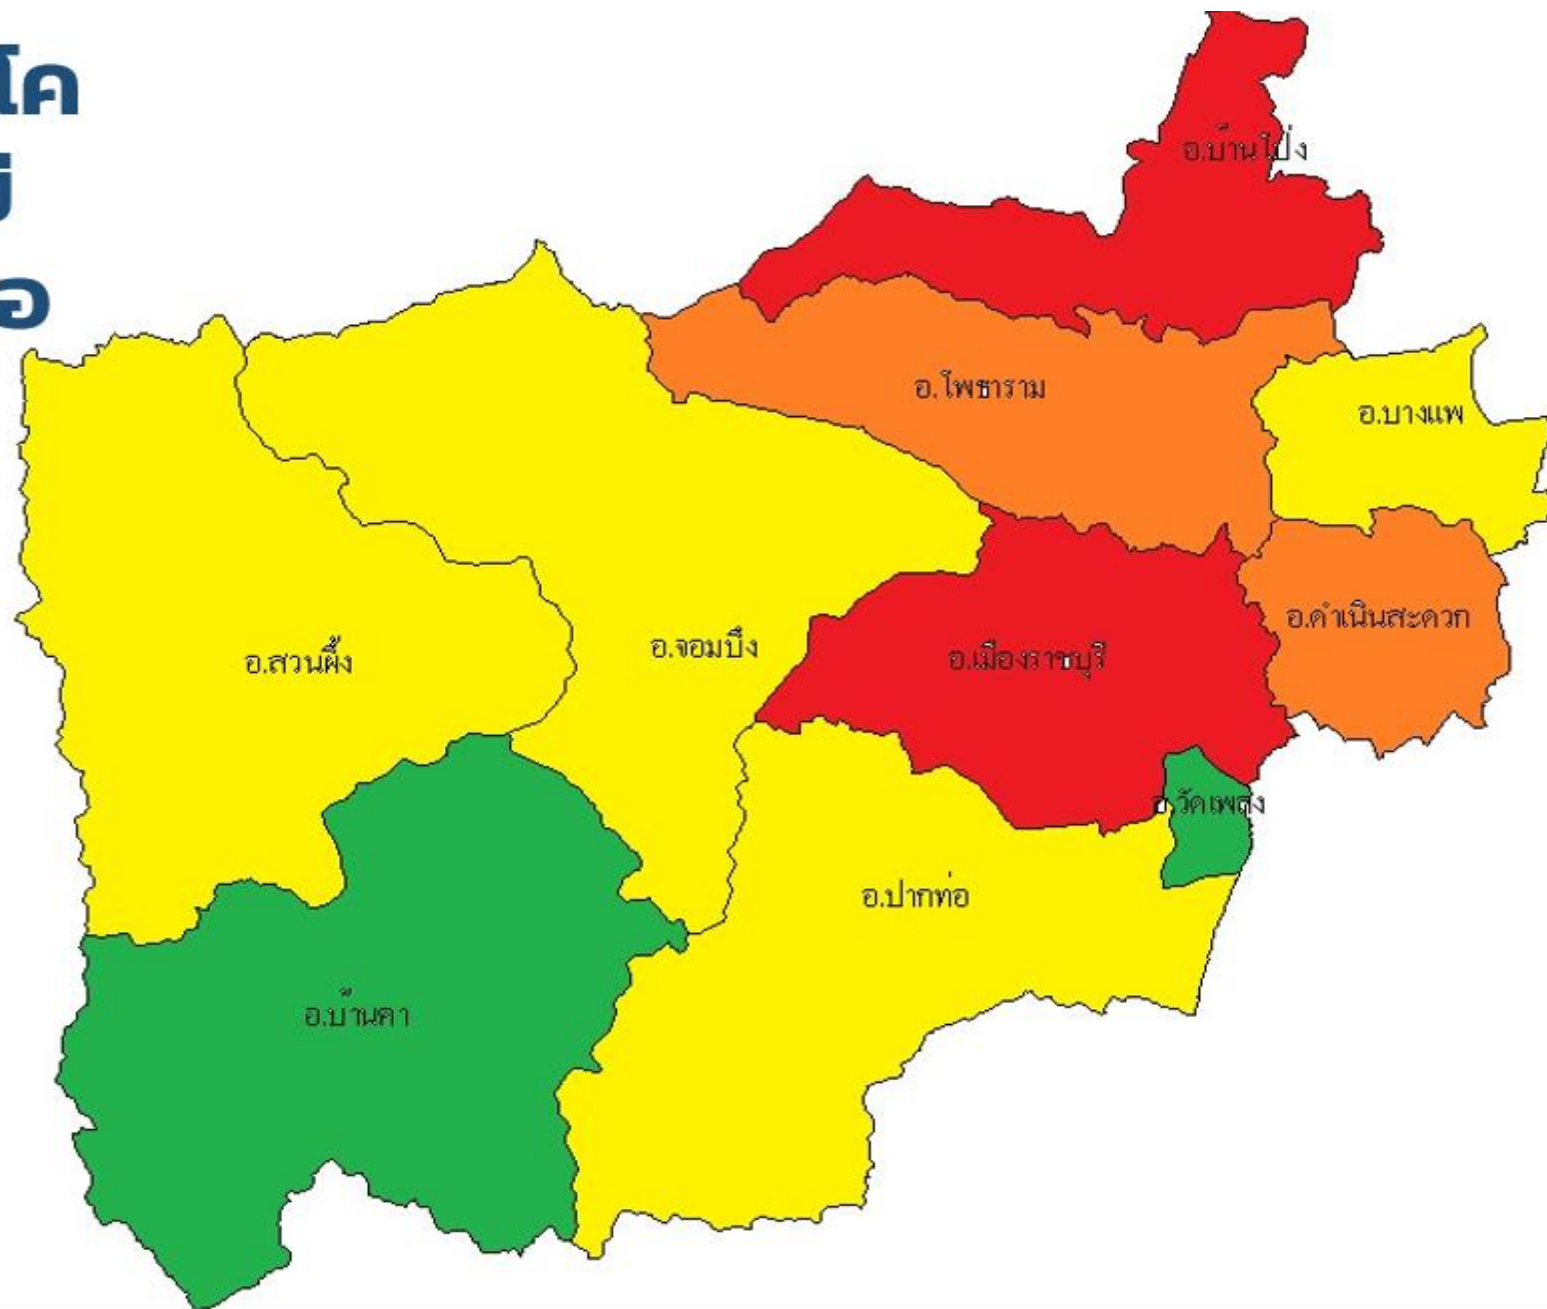 โค
อ
อ.บ้านโป่ง
อ.โพธาราม
อ.บางแพ
อ.ดำเนินสะดวก
อ.สวนผึ้ง
อ.จอมบึง
อ.เมืองราชบุรี
อ.วัดเพลง
อ.ปากท่อ
อ.บ้านคา